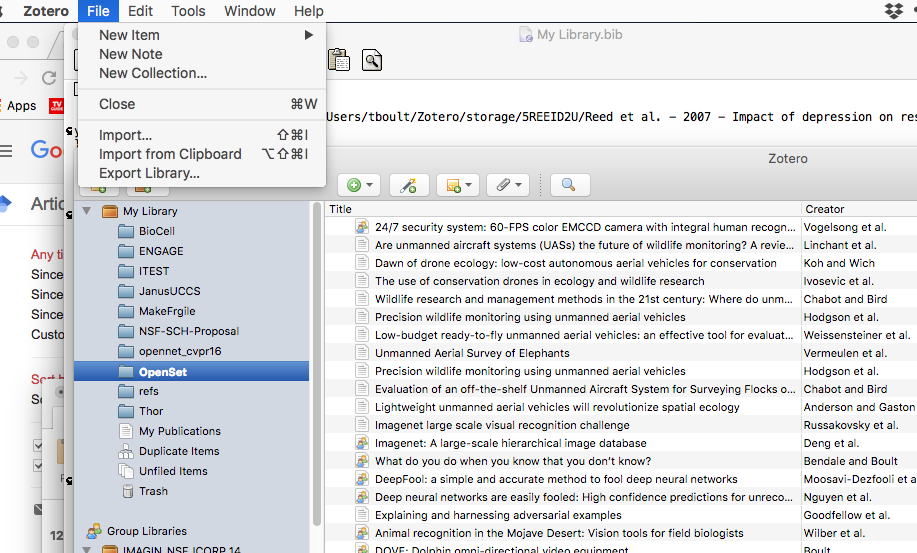 Zotero File Edit Tools Window Help
New Item
New Note
New Collection...
Close ⌘W
Import... ⇧⌘I
Import from Clipboard ⌥⇧⌘I
Export Library...
My Library.bib
Apps
Users/tboult/Zotero/storage/5REEID2U/Reed et al. - 2007 - Impact of depression on res
Go
Zotero
Artic
Any ti
Since
Since
Since
Custo
Sort b
My Library
BioCell
ENGAGE
ITEST
JanusUCCS
MakeFrgile
NSF-SCH-Proposal
opennet_cvpr16
OpenSet
refs
Thor
My Publications
Duplicate Items
Unfiled Items
Trash
Group Libraries
IMAGIN_NSF_ICORP_14
12
Title Creator
24/7 security system: 60-FPS color EMCCD camera with integral human recogn... Vogelsong et al.
Are unmanned aircraft systems (UASs) the future of wildlife monitoring? A revie... Linchant et al.
Dawn of drone ecology: low-cost autonomous aerial vehicles for conservation Koh and Wich
The use of conservation drones in ecology and wildlife research Ivosevic et al.
Wildlife research and management methods in the 21st century: Where do unm... Chabot and Bird
Precision wildlife monitoring using unmanned aerial vehicles Hodgson et al.
Low-budget ready-to-fly unmanned aerial vehicles: an effective tool for evaluat... Weissensteiner et al.
Unmanned Aerial Survey of Elephants Vermeulen et al.
Precision wildlife monitoring using unmanned aerial vehicles Hodgson et al.
Evaluation of an off-the-shelf Unmanned Aircraft System for Surveying Flocks o... Chabot and Bird
Lightweight unmanned aerial vehicles will revolutionize spatial ecology Anderson and Gaston
Imagenet large scale visual recognition challenge Russakovsky et al.
Imagenet: A large-scale hierarchical image database Deng et al.
What do you do when you know that you don't know? Bendale and Boult
DeepFool: a simple and accurate method to fool deep neural networks Moosavi-Dezfooli et a
Deep neural networks are easily fooled: High confidence predictions for unreco... Nguyen et al.
Explaining and harnessing adversarial examples Goodfellow et al.
Animal recognition in the Mojave Desert: Vision tools for field biologists Wilber et al.
DOVE: Dolphin omni-directional video equipment Boult